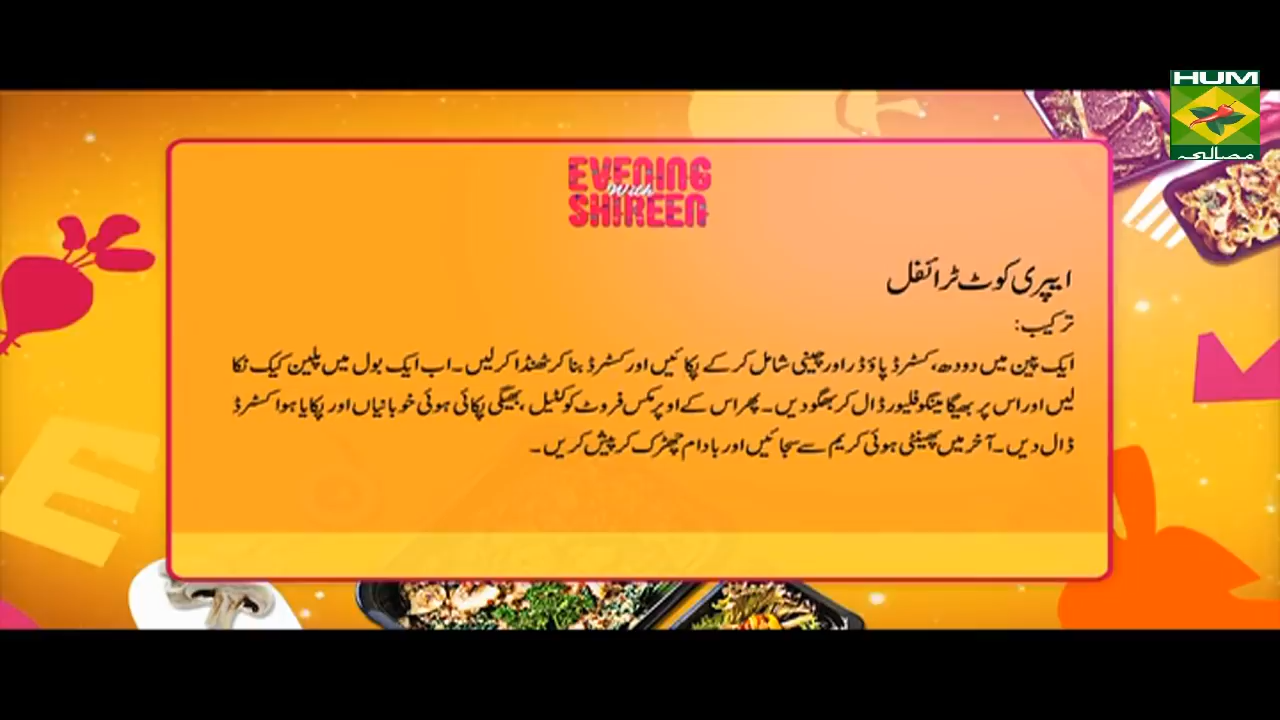 HUM
مصالحہ
EVENING
With
SHIREEN
ایپری کوٹ ٹرائفل
ترکیب:
ایک پین میں دودھ، کسٹرڈ پاؤڈر اور چینی شامل کر کے پکائیں اور کسٹرڈ بنا کر ٹھنڈا کر لیں۔ اب ایک بول میں پلین کیک نکا
لیں اور اس پر بھیگا مینگو فلیور ڈال کر بھگو دیں۔ پھر اس کے اوپر مکس فروٹ کوکٹیل ، بھیگی پکائی ہوئی خوبانیاں اور پکایا ہوا کسٹرڈ
ڈال دیں۔ آخر میں پھینٹی ہوئی کریم سے سجائیں اور بادام چھڑک کر پیش کریں ۔